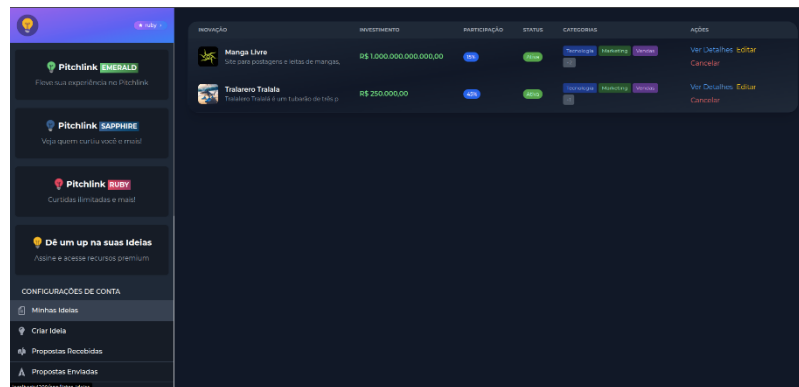 ruby
Pitchlink EMERALD
Eleve sua experiência no Pitchlink
Pitchlink SAPPHIRE
Veja quem curtiu você e mais!
Pitchlink RUBY
Curtidas ilimitadas e mais!
Dê um up na suas Ideias
Assine e acesse recursos premium
CONFIGURAÇÕES DE CONTA
Minhas Ideias
Criar Ideia
Propostas Recebidas
Propostas Enviadas
INOVAÇÃO INVESTIMENTO PARTICIPAÇÃO STATUS CATEGORIAS AÇÕES
Manga Livre
Site para postagens e leitas de mangas,
R$ 1.000.000.000.000,00
15%
Ativa
Tecnologia Marketing Vendas
Ver Detalhes Editar
Cancelar
Tralarero Tralala
Tralalero Tralalá é um tubarão de três p
R$ 250.000,00
Ativa
Tecnologia Marketing Vendas
Ver Detalhes Editar
Cancelar